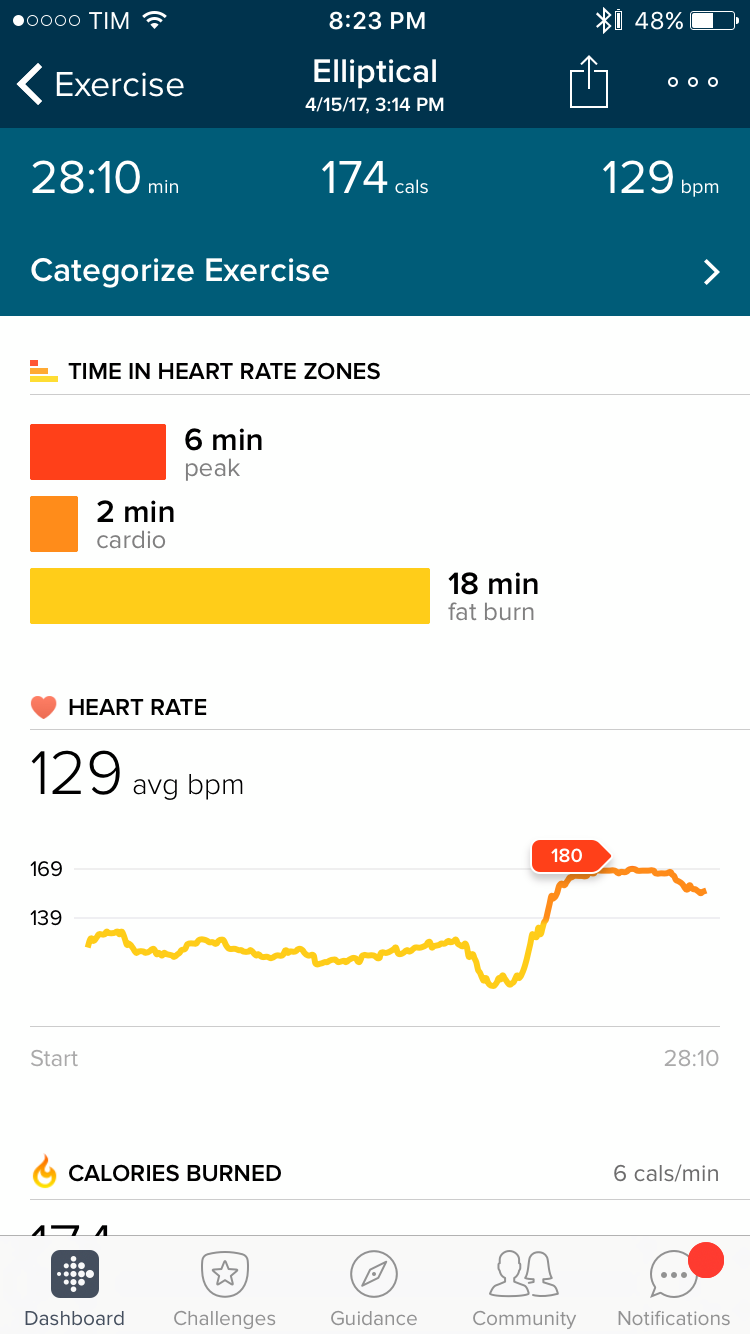 TIM 8:23 PM 48%
Exercise Elliptical
4/15/17, 3:14 PM
28:10 min 174 cals 129 bpm
Categorize Exercise
TIME IN HEART RATE ZONES
6 min
peak
2 min
cardio
18 min
fat burn
HEART RATE
129 avg bpm
180
169
139
Start 28:10
CALORIES BURNED 6 cals/min
174
Dashboard Challenges Guidance Community Notifications